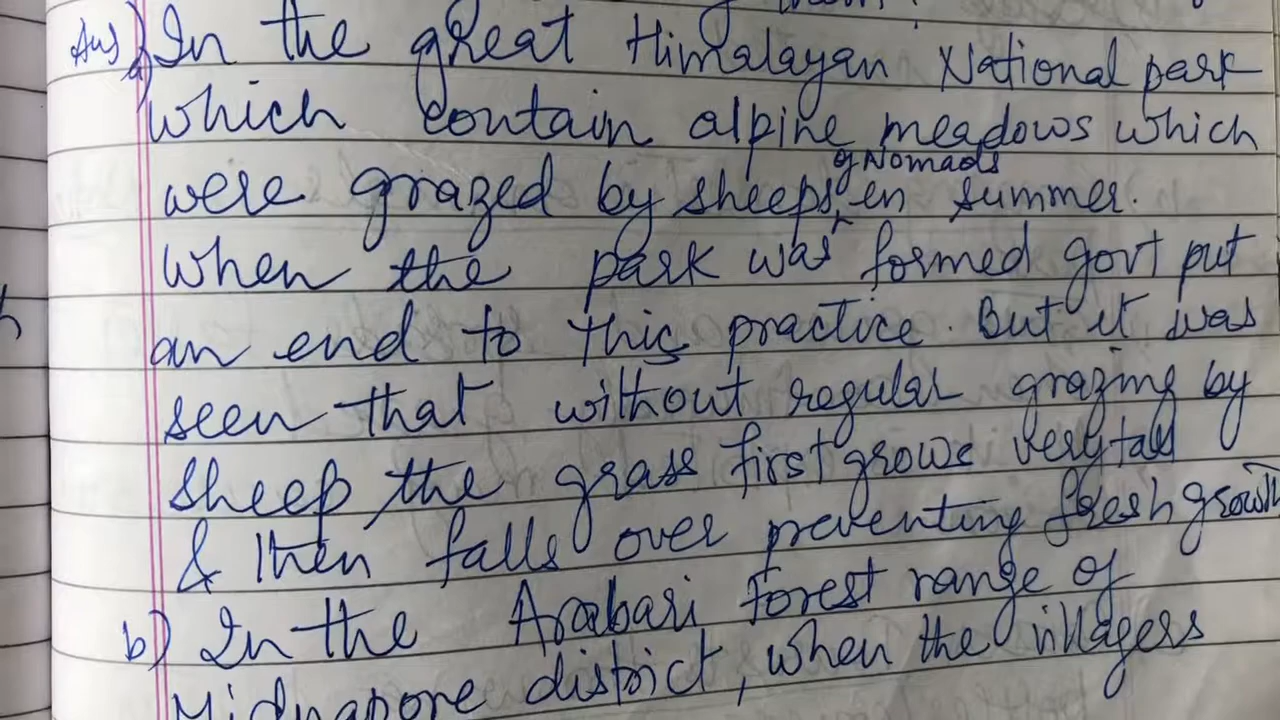 Ans a) In the great Himalayan National park
which contain alpine meadows which
were grazed by sheeps of Nomads en summer.
When the park was formed govt put
an end to this practice. But it was
seen that without regular grazing by
sheep the grass first grows very tall
& then falls over preventing fresh growth
b) In the Arabari forest range of
Midnapore district, when the villagers